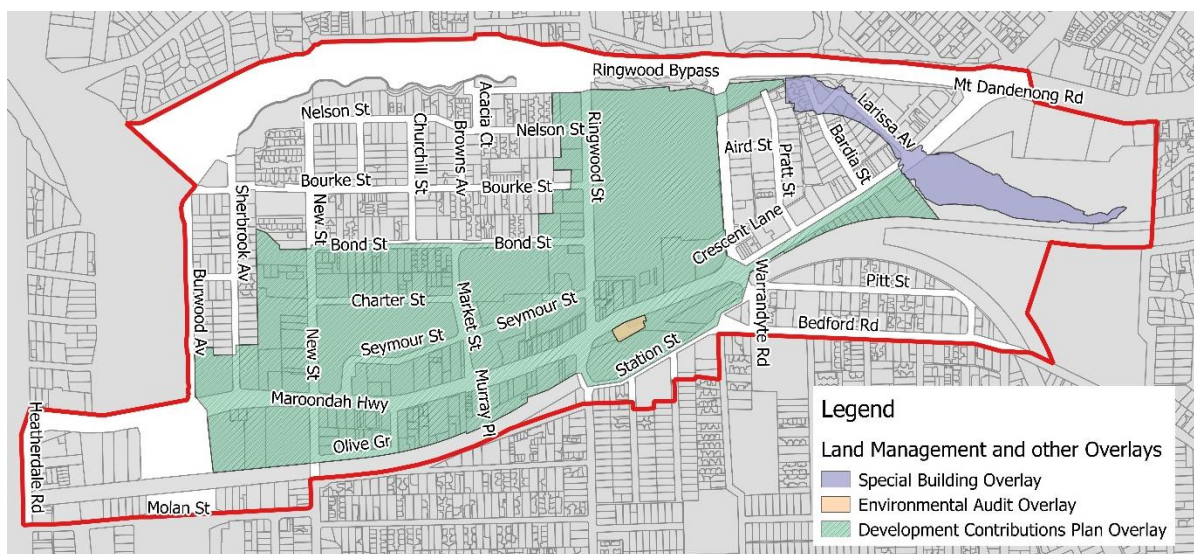 Ringwood Bypass
Mt Dandenong Rd
Acacia Ct
Larissa Av
Nelson St
Churchill St
Browns Av
Nelson St
Ringwood St
Aird St
Pratt St
Bardia St
Bourke St
Bourke St
Sherbrook Av
New St
Bond St
Bond St
Crescent Lane
Burwood Av
Charter St
Market St
Seymour St
Warrandyte Rd
Pitt St
New St
Seymour St
Station St
Bedford Rd
Maroondah Hwy
Murray Pl
Heatherdale Rd
Olive Gr
Molan St
Legend
Land Management and other Overlays
Special Building Overlay
Environmental Audit Overlay
Development Contributions Plan Overlay